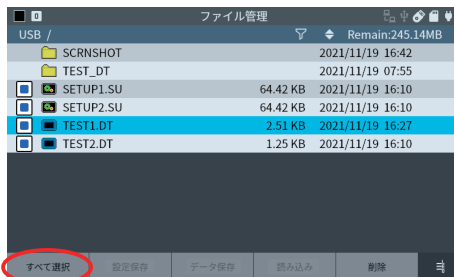 0 ファイル管理
USB / Remain:245.14MB
SCRNSHOT 2021/11/19 16:42
TEST_DT 2021/11/19 07:55
SETUP1.SU 64.42 KB 2021/11/19 16:10
SETUP2.SU 64.42 KB 2021/11/19 16:10
TEST1.DT 2.51 KB 2021/11/19 16:27
TEST2.DT 1.25 KB 2021/11/19 16:10
すべて選択 設定保存 データ保存 読み込み 削除